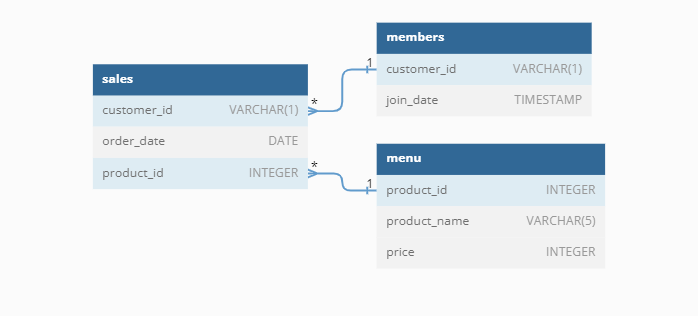 sales
customer_id VARCHAR(1)
order_date DATE
product_id INTEGER
*
*
members
1
customer_id VARCHAR(1)
join_date TIMESTAMP
menu
1
product_id INTEGER
product_name VARCHAR(5)
price INTEGER